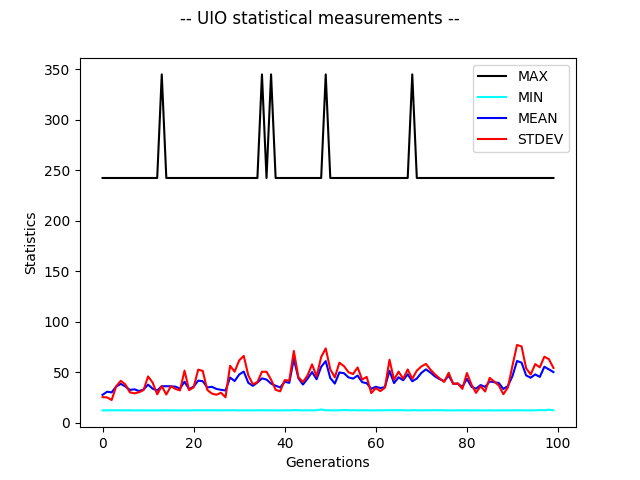 -- UIO statistical measurements --
350
300
250
200
150
100
50
0
Statistics
MAX
MIN
MEAN
STDEV
0 20 40 60 80 100
Generations